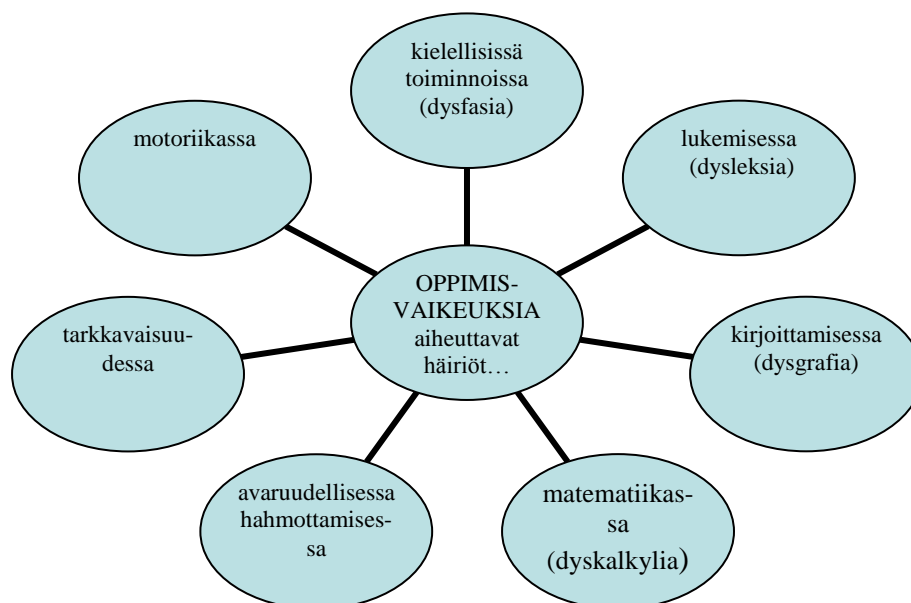 kielellisissä
toiminnoissa
(dysfasia)
motoriikassa
lukemisessa
(dysleksia)
OPPIMIS-
VAIKEUKSIA
aiheuttavat
häiriöt…
tarkkavaisuu-
dessa
kirjoittamisessa
(dysgrafia)
avaruudellisessa
hahmottamises-
ssa
matematiikas-
sa
(dyskalkylia)